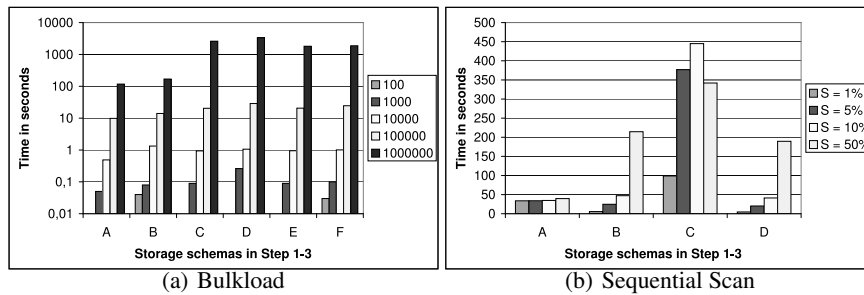 10000
1000
100
10
1
0,1
0,01
Time in seconds
A B C D E F
Storage schemas in Step 1-3
100
1000
10000
100000
1000000
(a) Bulkload
500
450
400
350
300
250
200
150
100
50
0
Time in seconds
A B C D
Storage schemas in Step 1-3
S = 1%
S = 5%
S = 10%
S = 50%
(b) Sequential Scan